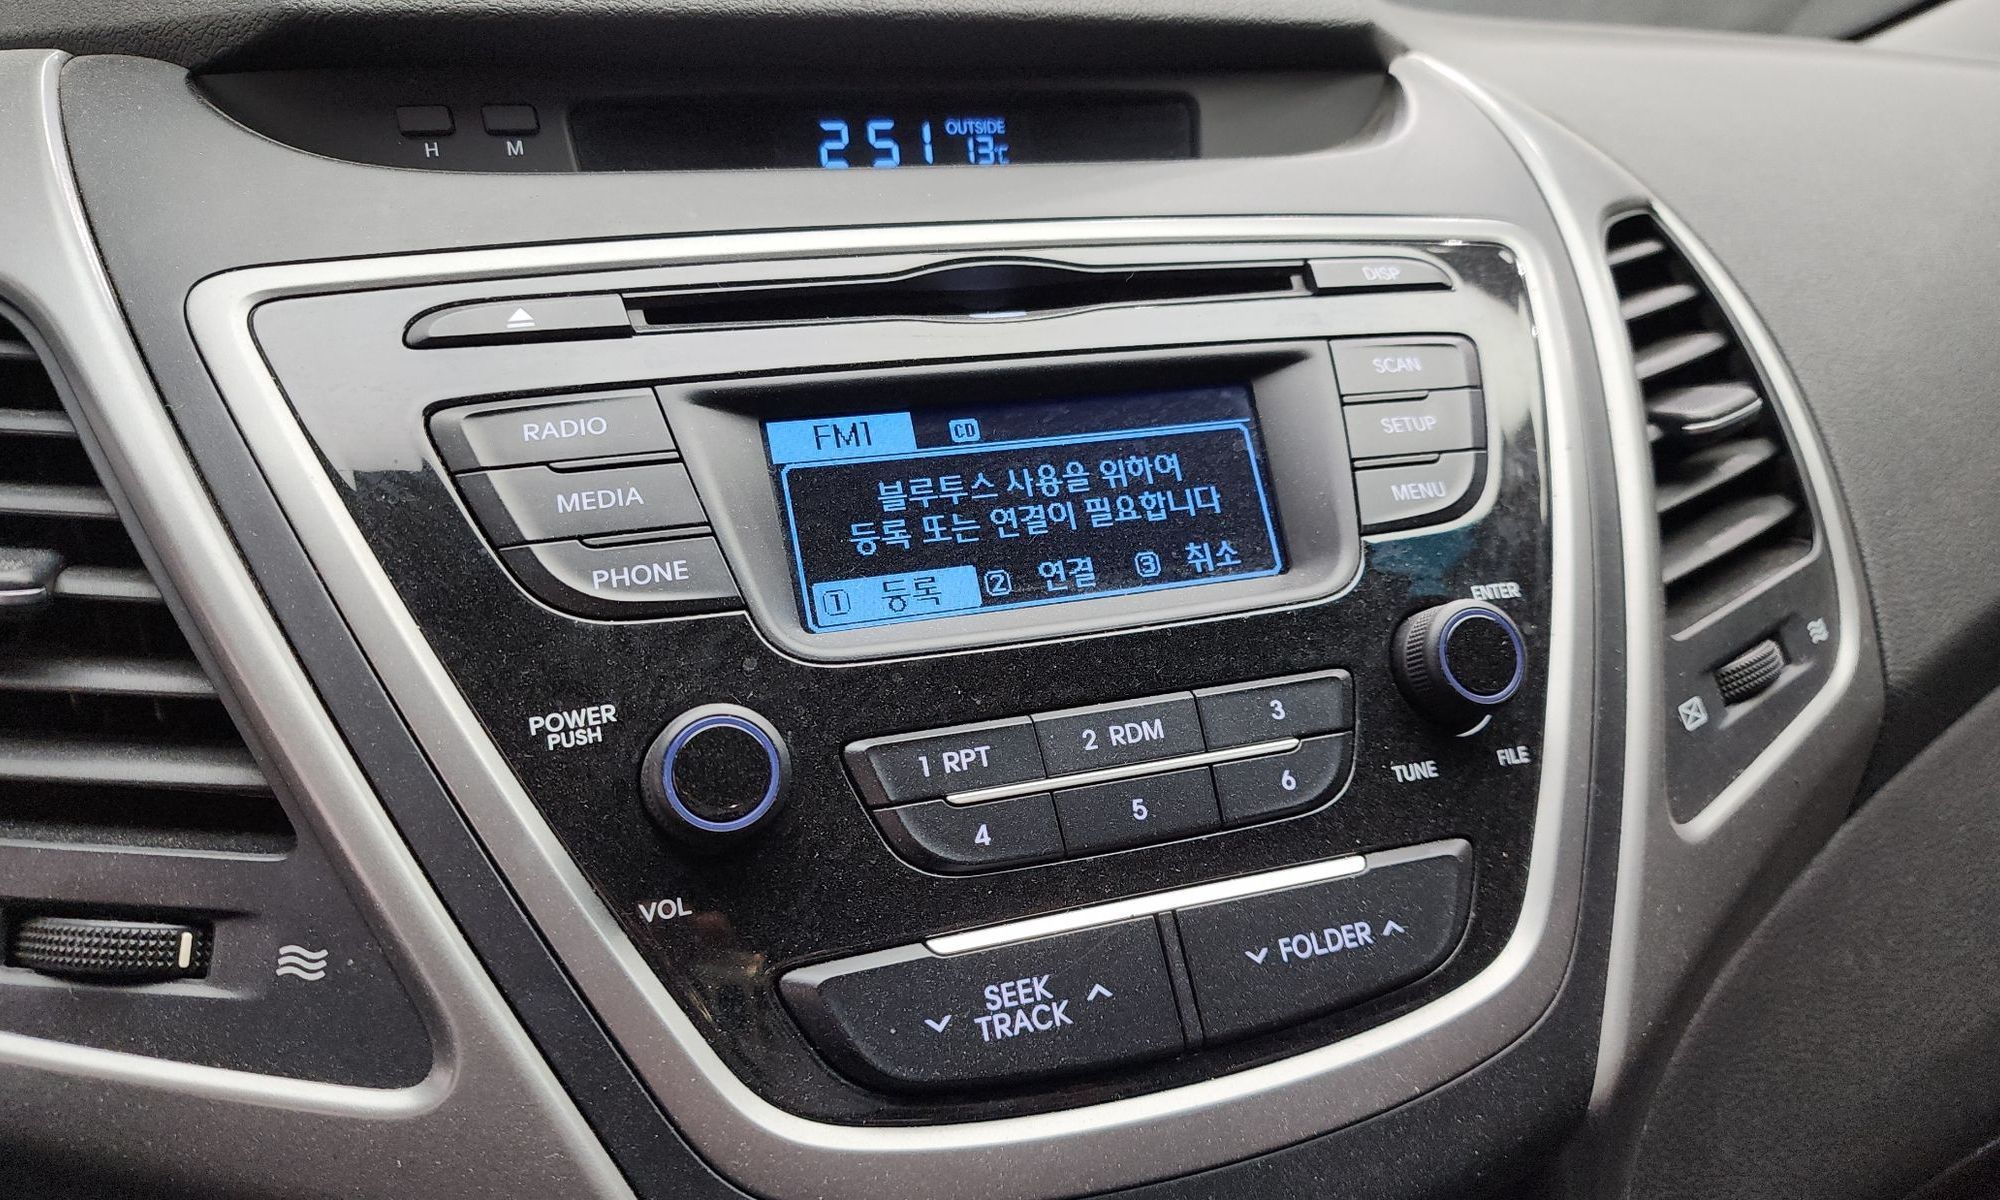 H M
2 51 OUTSIDE 13℃
DISP
RADIO
MEDIA
PHONE
FM1 CD
블루투스 사용을 위하여
등록 또는 연결이 필요합니다
1 등록 2 연결 3 취소
SCAN
SETUP
MENU
POWER
PUSH
VOL
1 RPT 2 RDM 3
4 5 6
ENTER
TUNE FILE
SEEK
TRACK
FOLDER